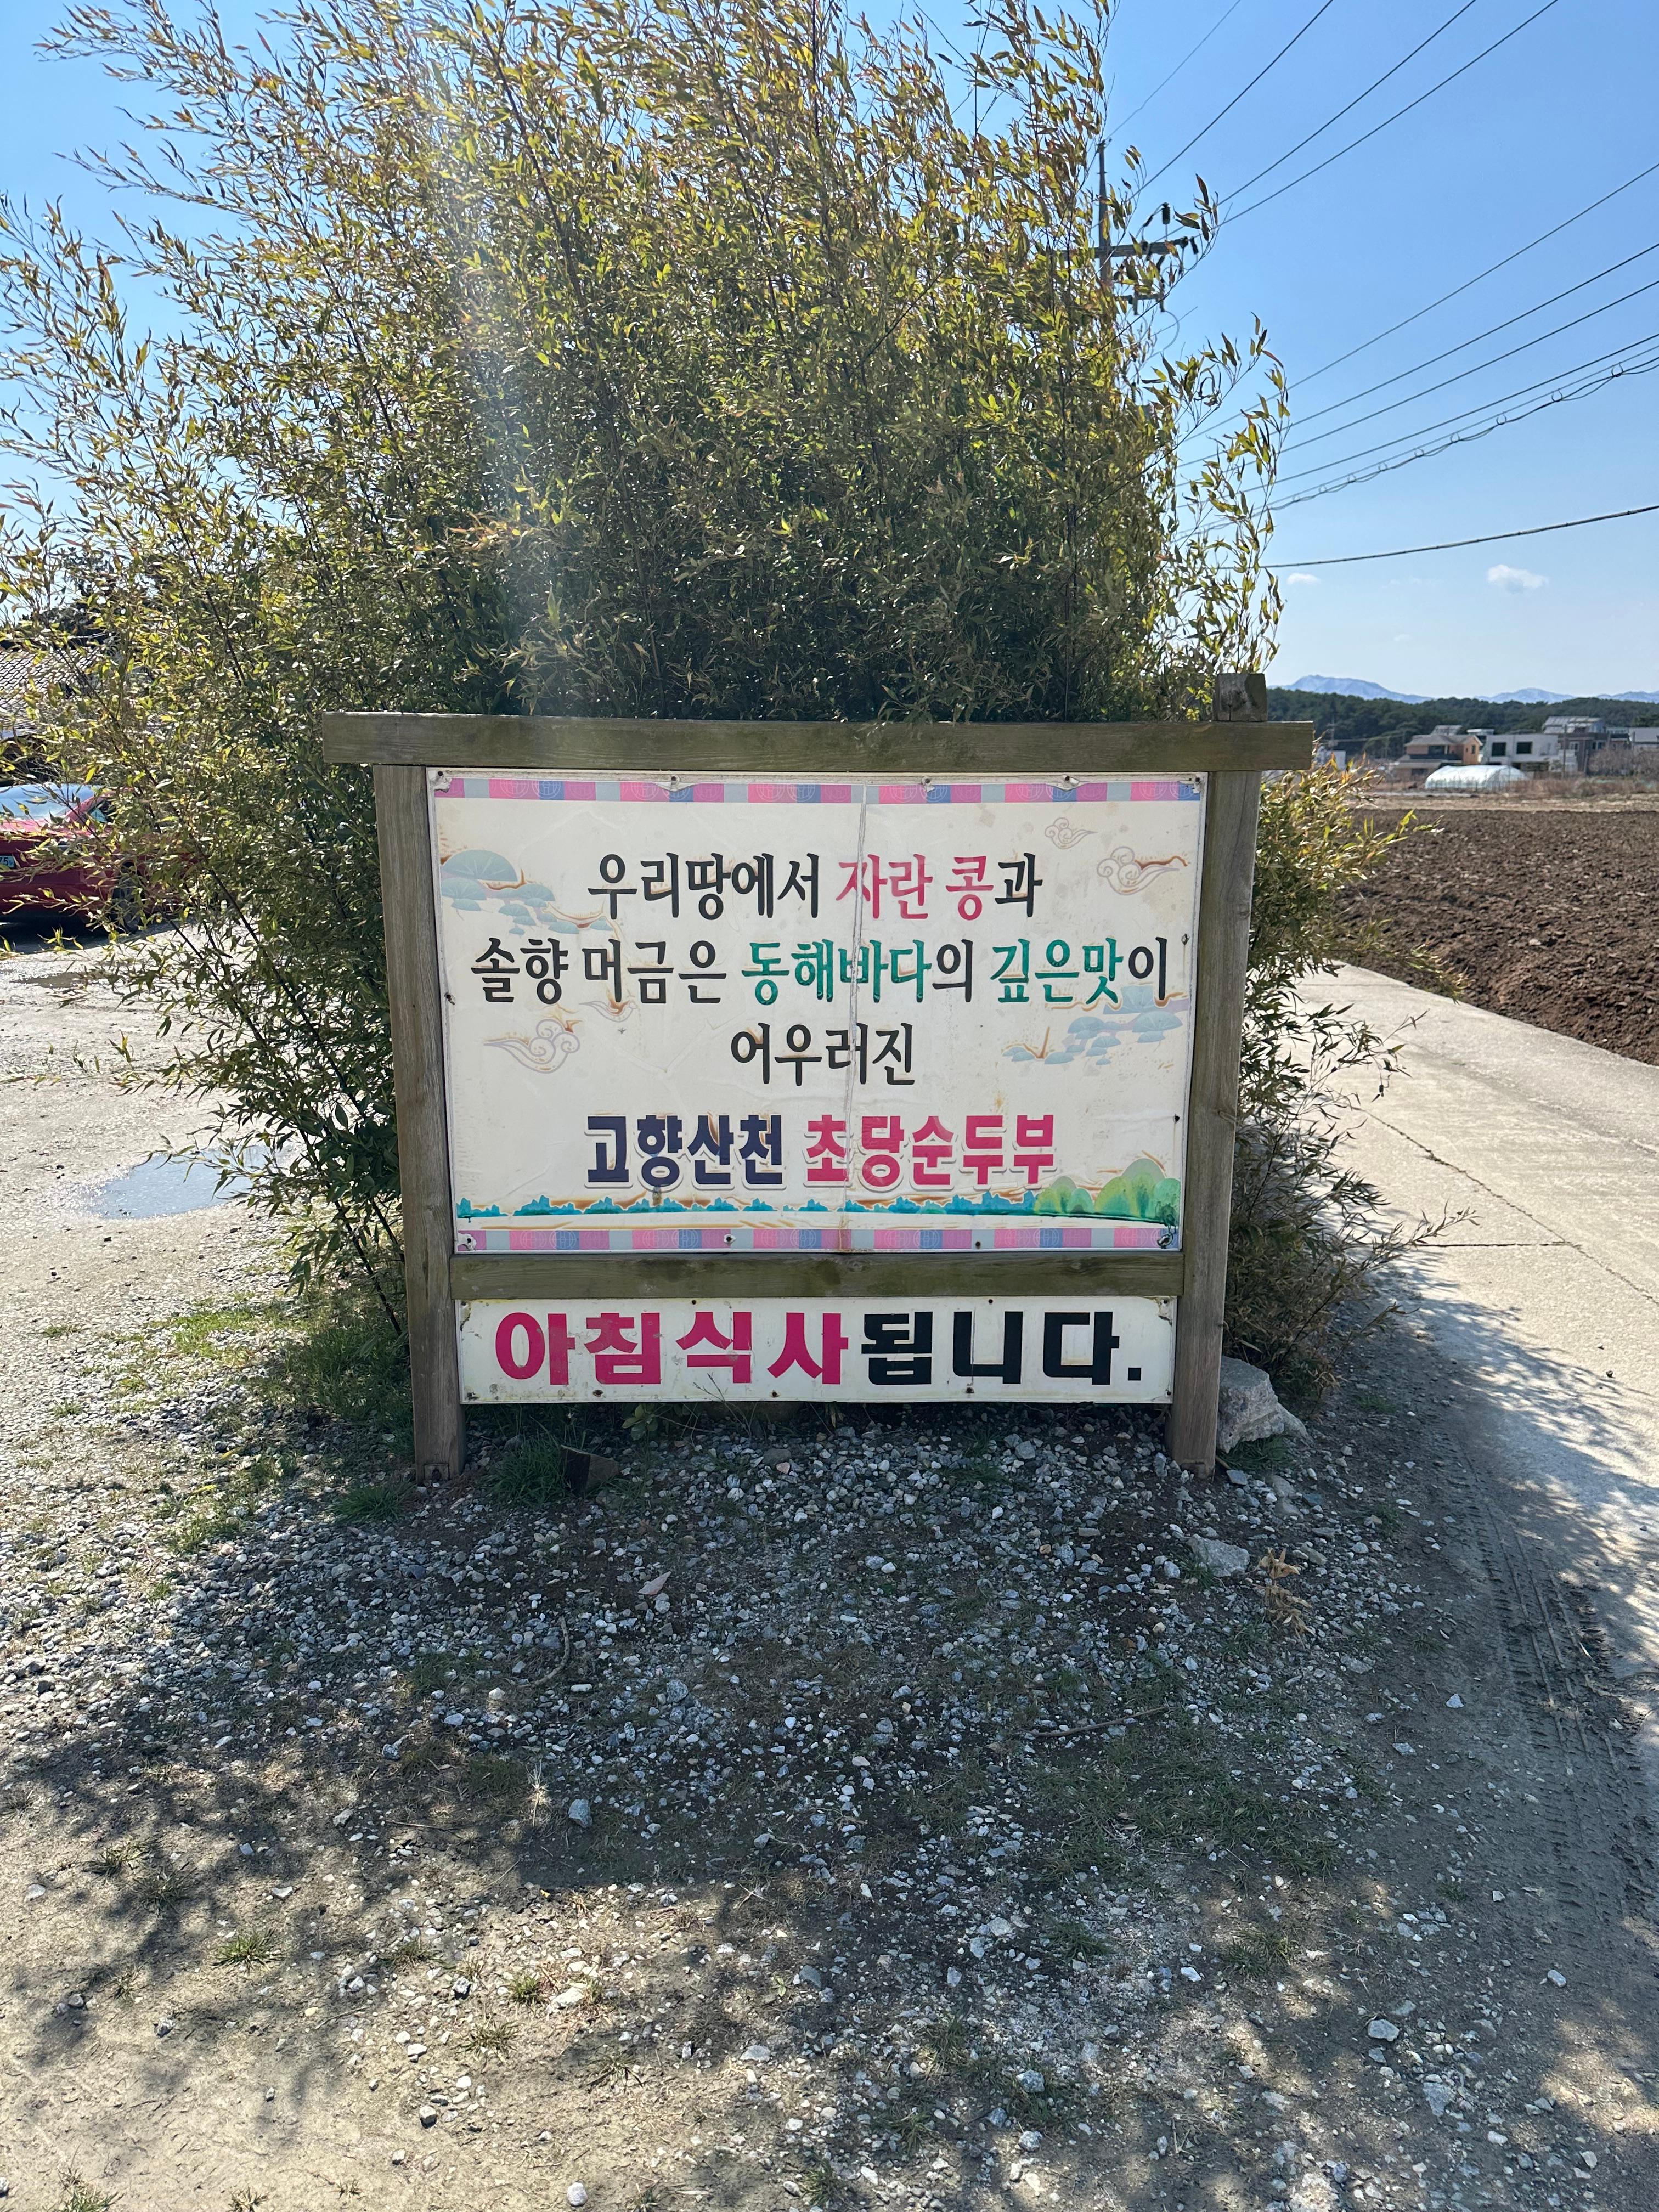 우리땅에서 자란 콩과
솔향 머금은 동해바다의 깊은맛이
어우러진
고향산천 초당순두부
아침식사됩니다.